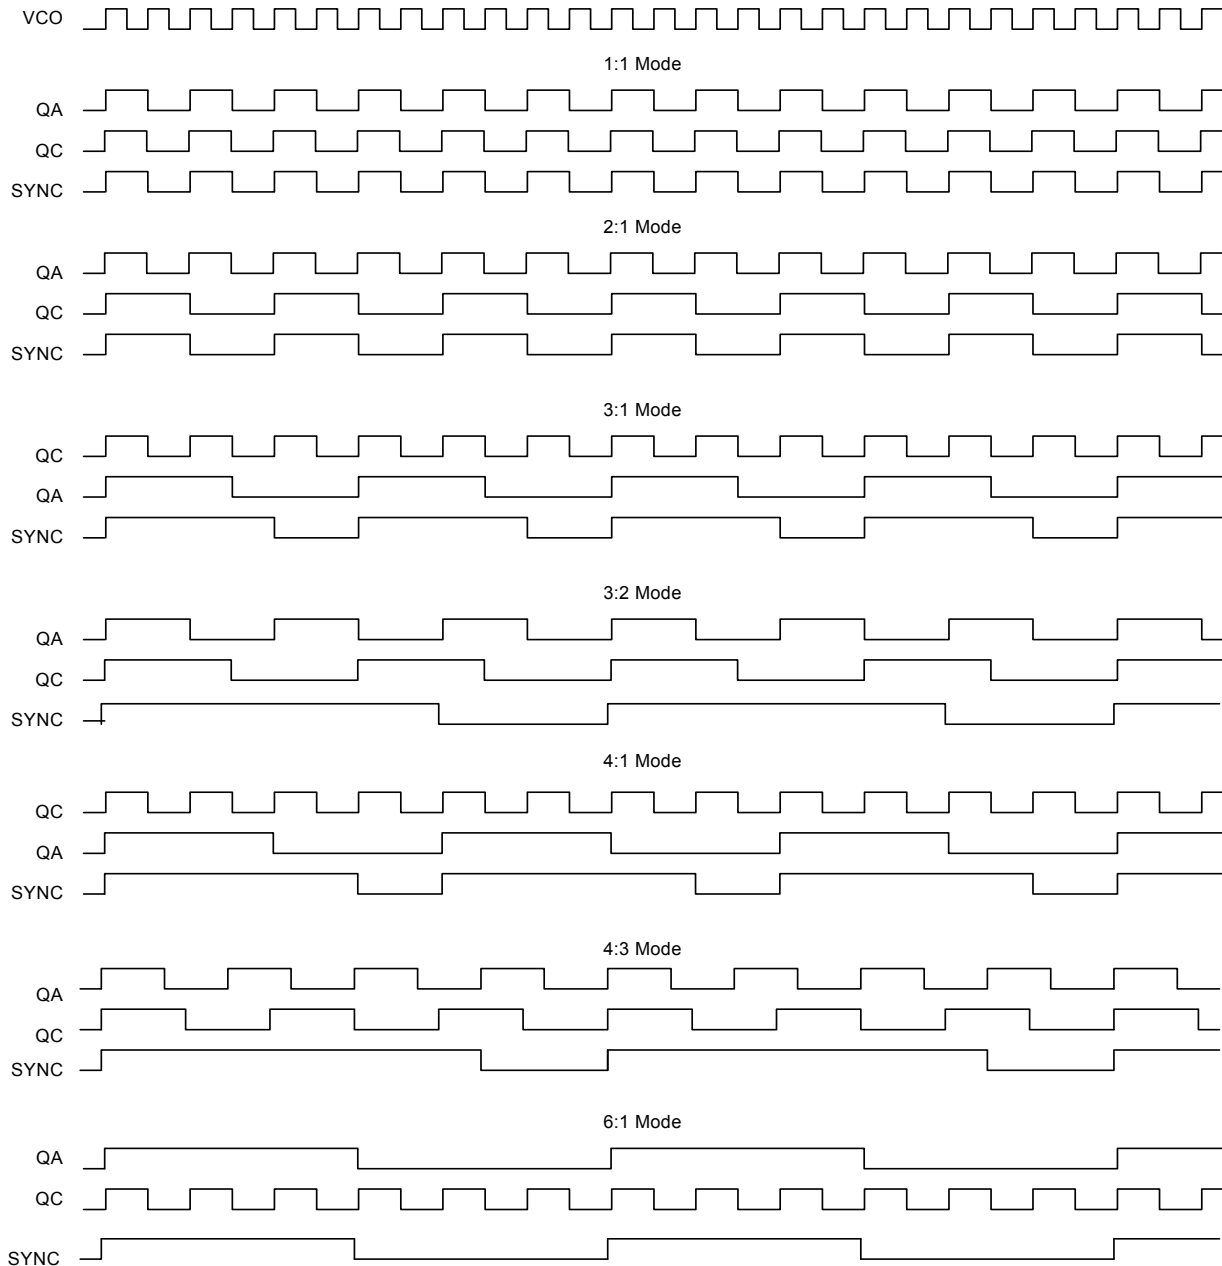 VCO
1:1 Mode
QA
QC
SYNC
2:1 Mode
QA
QC
SYNC
3:1 Mode
QC
QA
SYNC
3:2 Mode
QA
QC
SYNC
4:1 Mode
QC
QA
SYNC
4:3 Mode
QA
QC
SYNC
6:1 Mode
QA
QC
SYNC